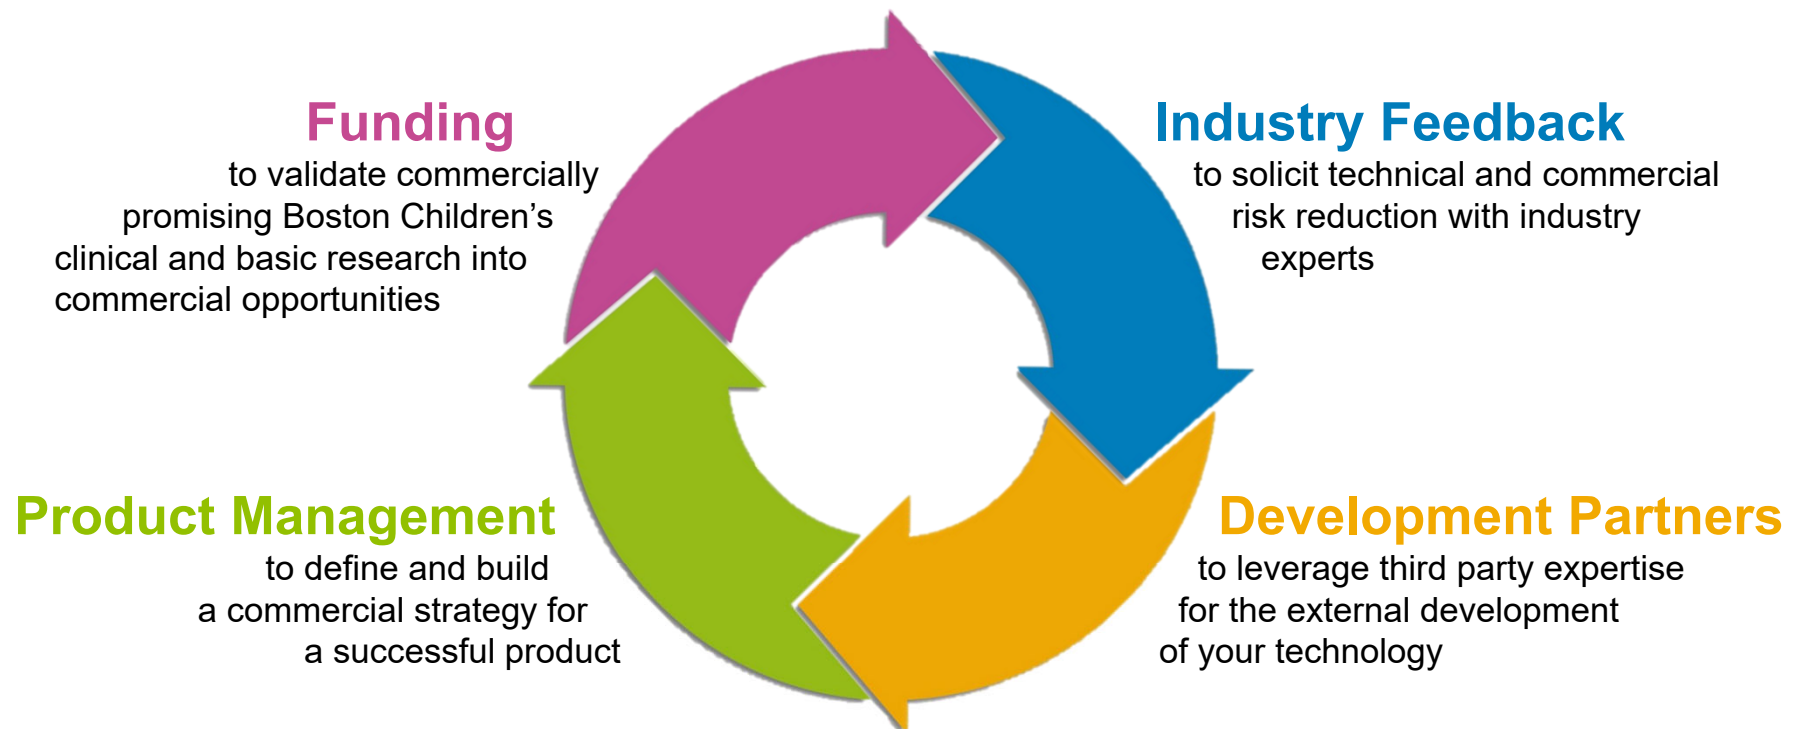 Funding
to validate commercially
promising Boston Children’s
clinical and basic research into
commercial opportunities
Industry Feedback
to solicit technical and commercial
risk reduction with industry
experts
Product Management
to define and build
a commercial strategy for
a successful product
Development Partners
to leverage third party expertise
for the external development
of your technology